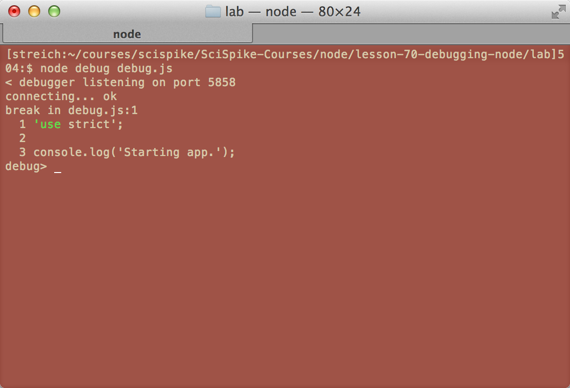 lab — node — 80×24
node
[streich:~/courses/scispike/SciSpike-Courses/node/lesson-70-debugging-node/lab]5
04:$ node debug debug.js
< debugger listening on port 5858
connecting... ok
break in debug.js:1
  1 'use strict';
  2
  3 console.log('Starting app.');
debug> _